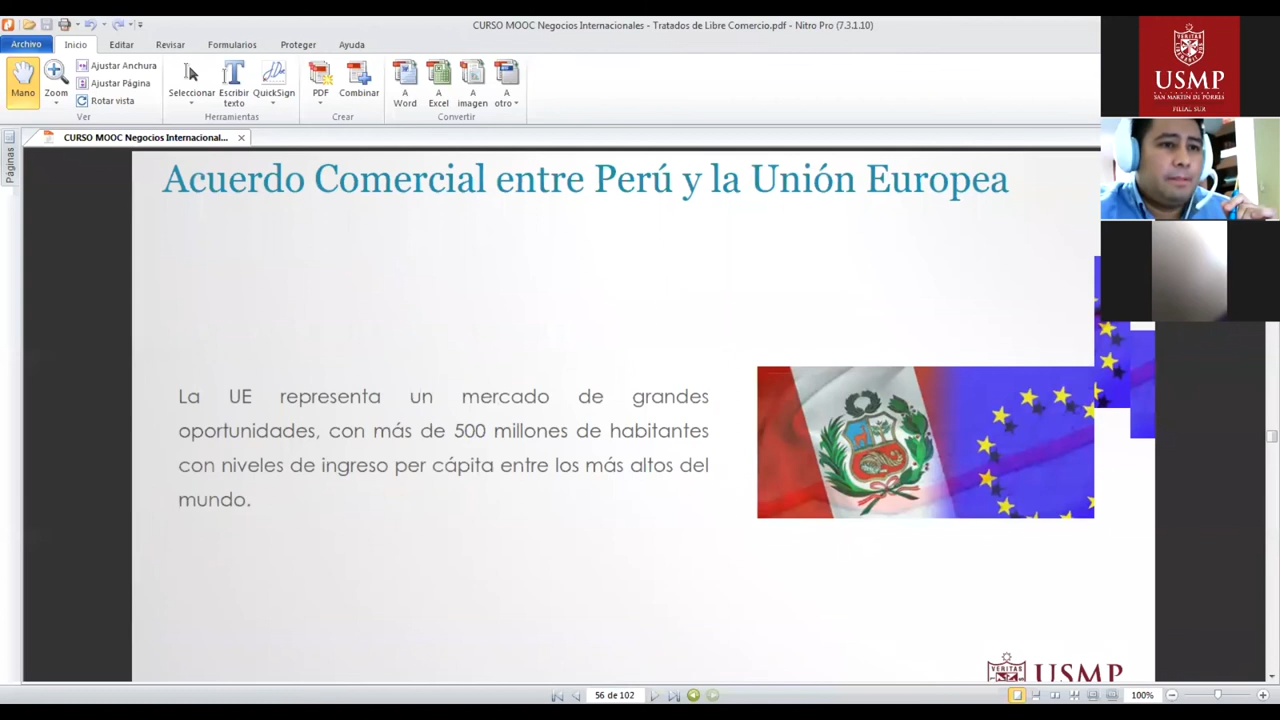 CURSO MOOC Negocios Internacionales - Tratados de Libre Comercio.pdf - Nitro Pro (7.3.1.10)
Archivo Inicio Editar Revisar Formularios Proteger Ayuda
Mano
Zoom
Ajustar Anchura
Ajustar Página
Rotar vista
Ver
Seleccionar
Escribir texto
QuickSign
Herramientas
PDF
Combinar
Crear
A Word
A Excel
A imagen
A otro
Convertir
CURSO MOOC Negocios Internacional...
Páginas
Acuerdo Comercial entre Perú y la Unión Europea
La UE representa un mercado de grandes
oportunidades, con más de 500 millones de habitantes
con niveles de ingreso per cápita entre los más altos del
mundo.
USMP
56 de 102
100%
VERITAS
USMP
UNIVERSIDAD
DE SAN MARTIN DE PORRES
FILIAL SUR